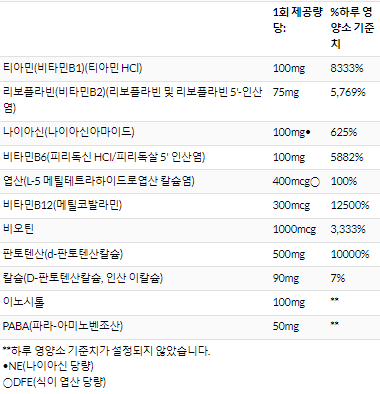 1회 제공량당: %하루 영양소 기준치
티아민(비타민B1)(티아민 HCl) 100mg 8333%
리보플라빈(비타민B2)(리보플라빈 및 리보플라빈 5'-인산염) 75mg 5,769%
나이아신(나이아신아마이드) 100mg● 625%
비타민B6(피리독신 HCl/피리독살 5' 인산염) 100mg 5882%
엽산(L-5 메틸테트라하이드로엽산 칼슘염) 400mcg○ 100%
비타민B12(메틸코발라민) 300mcg 12500%
비오틴 1000mcg 3,333%
판토텐산(d-판토텐산칼슘) 500mg 10000%
칼슘(D-판토텐산칼슘, 인산 이칼슘) 90mg 7%
이노시톨 100mg **
PABA(파라-아미노벤조산) 50mg **
**하루 영양소 기준치가 설정되지 않았습니다.
●NE(나이아신 당량)
○DFE(식이 엽산 당량)